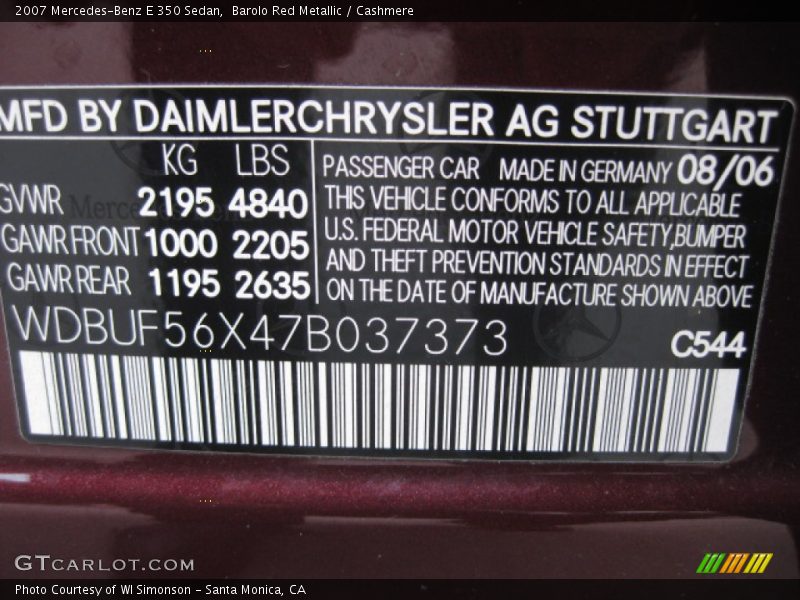 2007 Mercedes-Benz E 350 Sedan,  Barolo Red Metallic / Cashmere
MFD BY DAIMLERCHRYSLER AG STUTTGART
KG LBS
GVWR 2195 4840
GAWR FRONT 1000 2205
GAWR REAR 1195 2635
PASSENGER CAR MADE IN GERMANY 08/06
THIS VEHICLE CONFORMS TO ALL APPLICABLE
U.S. FEDERAL MOTOR VEHICLE SAFETY,BUMPER
AND THEFT PREVENTION STANDARDS IN EFFECT
ON THE DATE OF MANUFACTURE SHOWN ABOVE
WDBUF56X47B037373
C544
GTCARLOT.COM
Photo Courtesy of WI Simonson - Santa Monica, CA